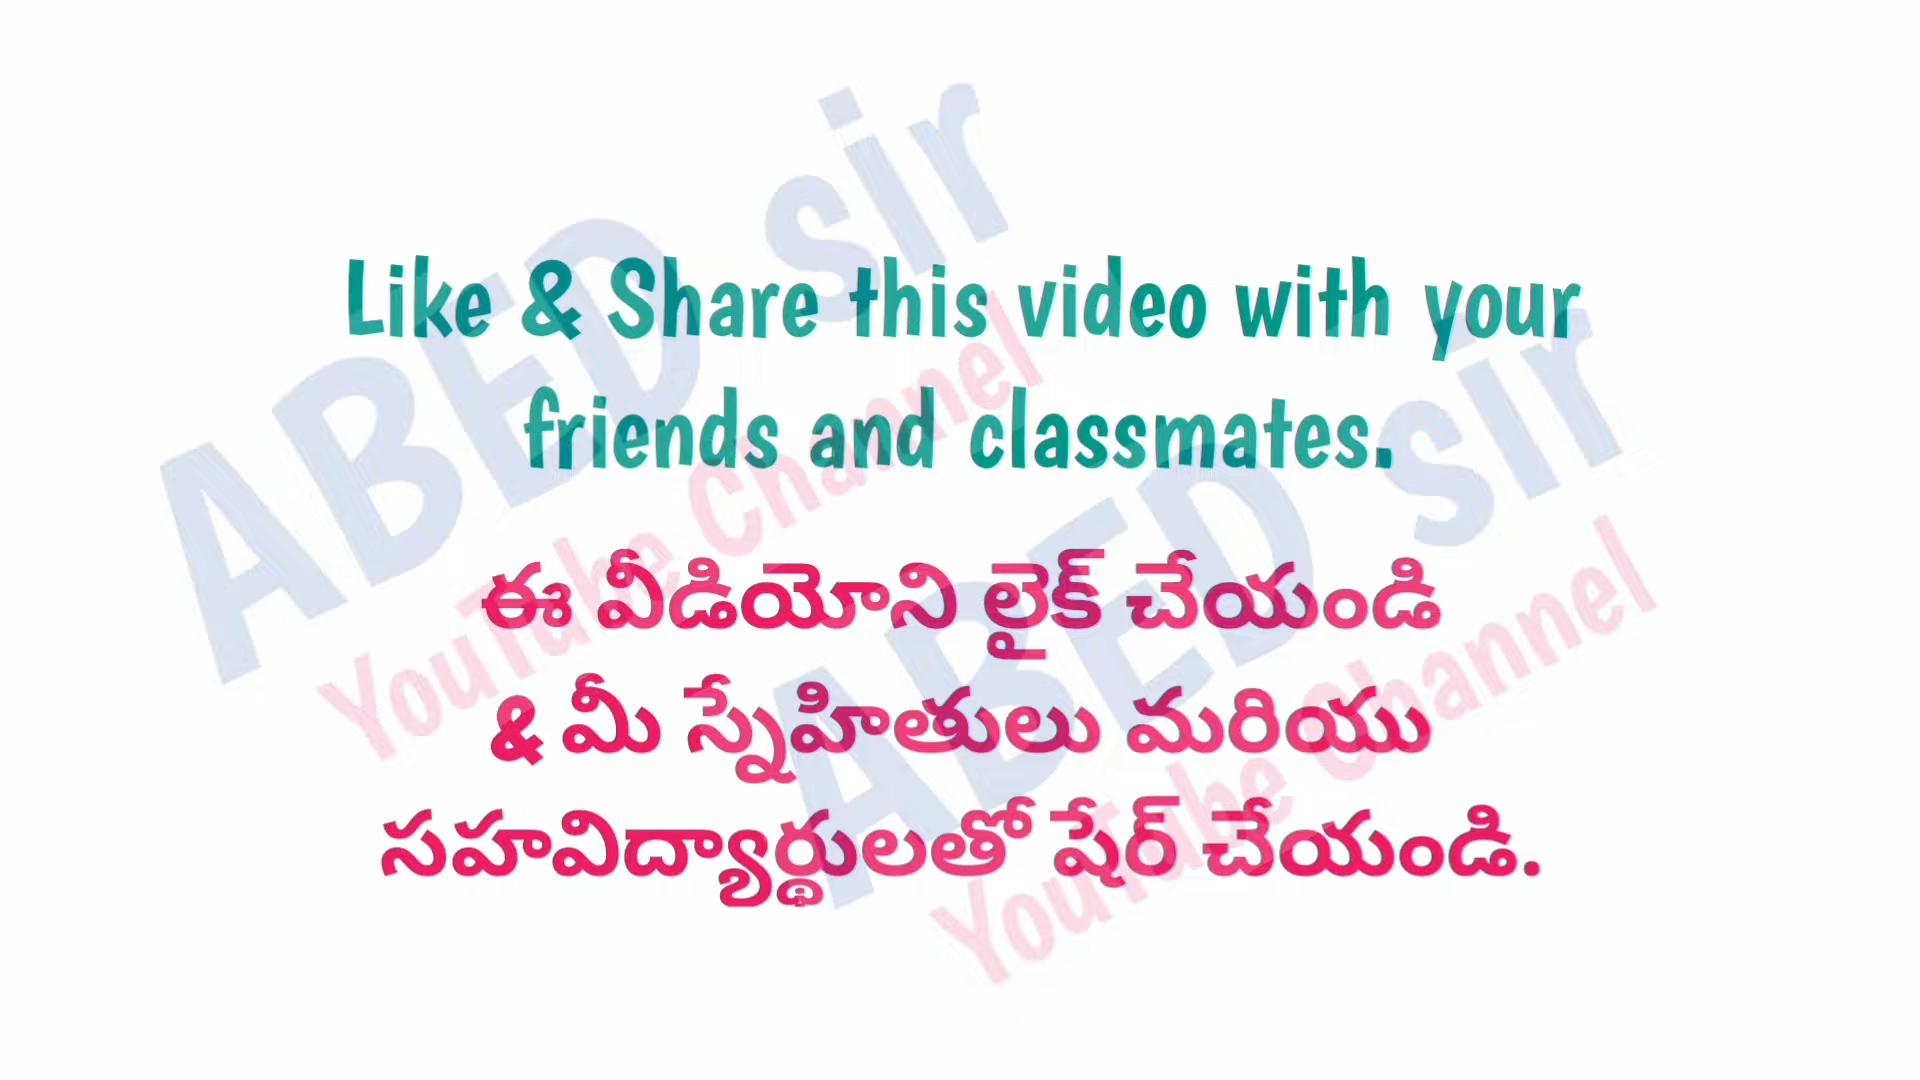 Like & Share this video with your
friends and classmates.
ఈ వీడియోని లైక్ చేయండి
& మీ స్నేహితులు మరియు
సహవిద్యార్థులతో షేర్ చేయండి.
ABED sir
YouTube Channel
ABED sir
YouTube Channel